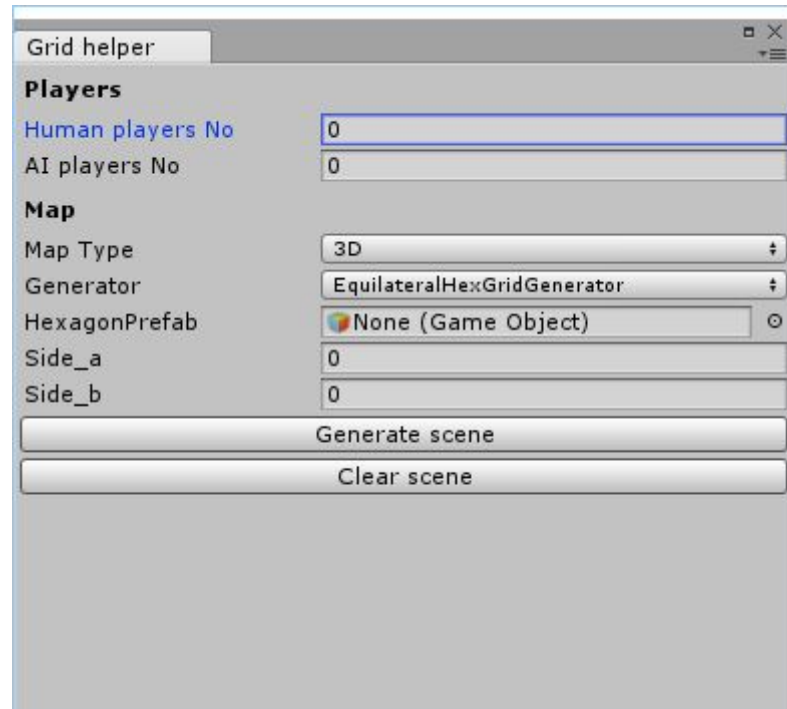 Grid helper
Players
Human players No 0
AI players No 0
Map
Map Type 3D
Generator EquilateralHexGridGenerator
HexagonPrefab None (Game Object)
Side_a 0
Side_b 0
Generate scene
Clear scene